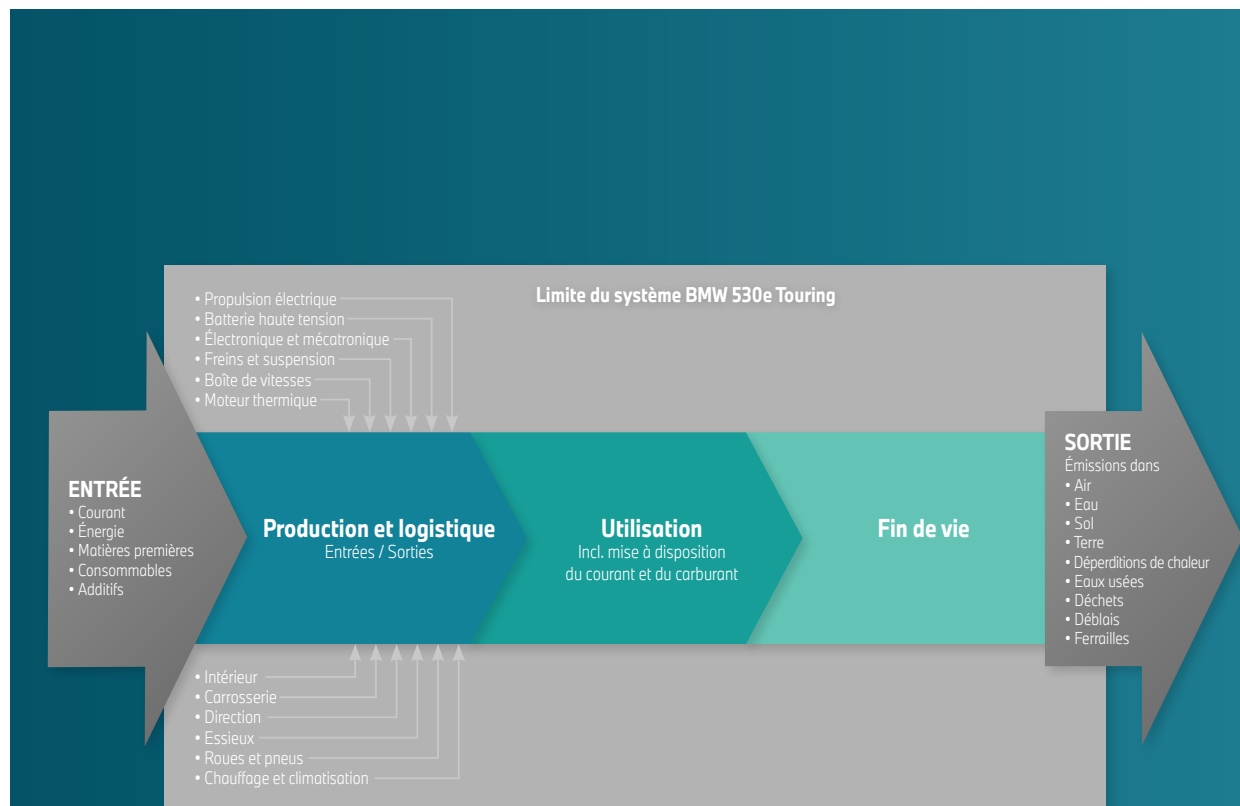 Limite du système BMW 530e Touring
• Propulsion électrique
• Batterie haute tension
• Électronique et mécatronique
• Freins et suspension
• Boîte de vitesses
• Moteur thermique
ENTRÉE
• Courant
• Énergie
• Matières premières
• Consommables
• Additifs
Production et logistique
Entrées / Sorties
Utilisation
Incl. mise à disposition
du courant et du carburant
Fin de vie
SORTIE
Émissions dans
• Air
• Eau
• Sol
• Terre
• Déperditions de chaleur
• Eaux usées
• Déchets
• Déblais
• Ferrailles
• Intérieur
• Carrosserie
• Direction
• Essieux
• Roues et pneus
• Chauffage et climatisation